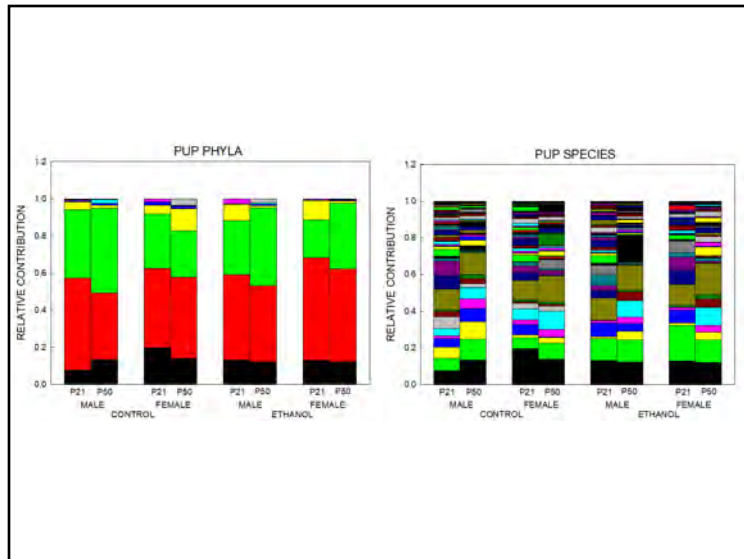 PUP PHYLA
RELATIVE CONTRIBUTION
1.2
1.0
0.8
0.6
0.4
0.2
0.0
P21 P50 P21 P50 P21 P50 P21 P50
MALE FEMALE MALE FEMALE
CONTROL ETHANOL
PUP SPECIES
RELATIVE CONTRIBUTION
1.2
1.0
0.8
0.6
0.4
0.2
0.0
P21 P50 P21 P50 P21 P50 P21 P50
MALE FEMALE MALE FEMALE
CONTROL ETHANOL